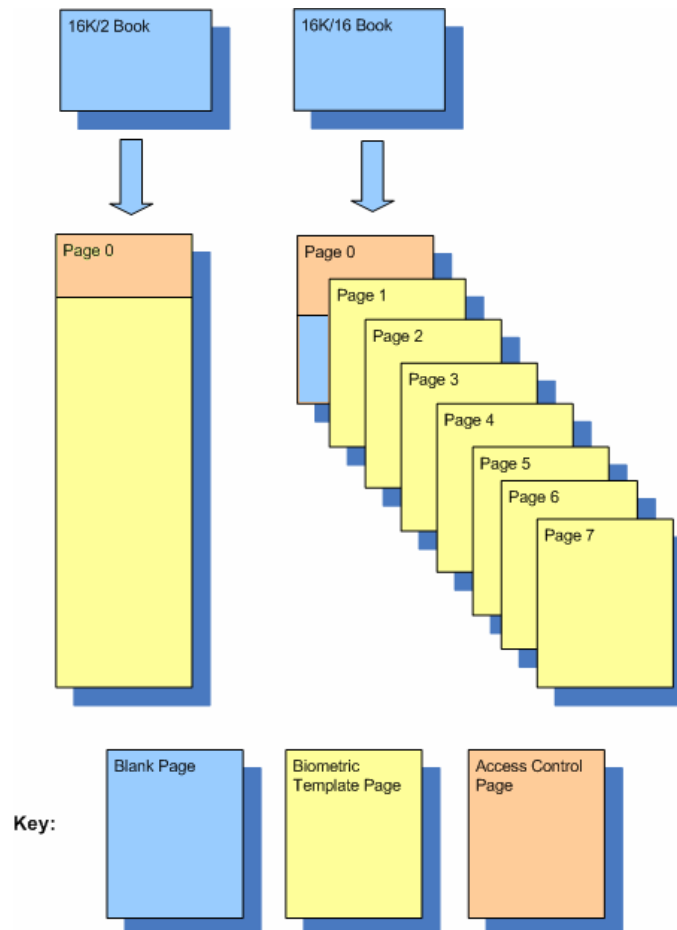 16K/2 Book
16K/16 Book
Page 0
Page 0
Page 1
Page 2
Page 3
Page 4
Page 5
Page 6
Page 7
Key:
Blank Page
Biometric
Template Page
Access Control
Page